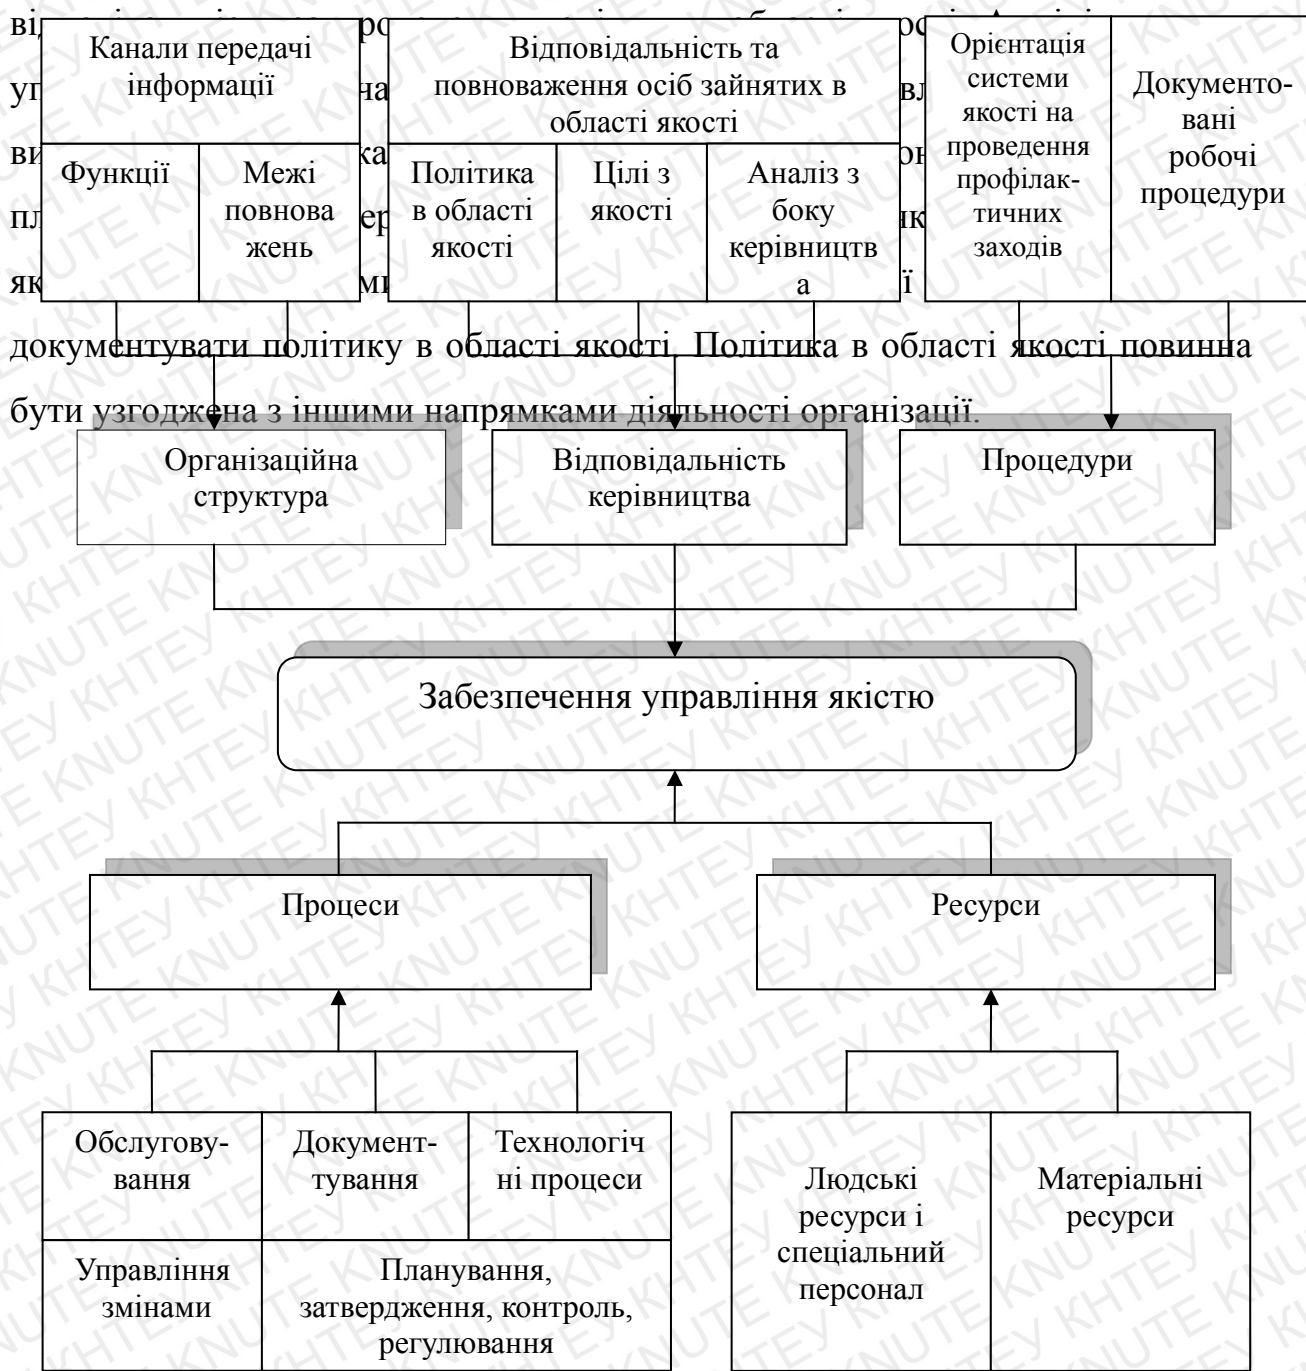 Канали передачі
інформації
Відповідальність та
повноваження осіб зайнятих в
області якості
Орієнтація
системи
якості на
проведення
профілак-
тичних
заходів
Документо-
вані
робочі
процедури
Функції
Межі
повнова
жень
Політика
в області
якості
Цілі з
якості
Аналіз з
боку
керівництв
а
документувати політику в області якості. Політика в області якості повинна
бути узгоджена з іншими напрямками діяльності організації.
Організаційна
структура
Відповідальність
керівництва
Процедури
Забезпечення управління якістю
Процеси
Ресурси
Обслугову-
вання
Документ-
тування
Технологіч
ні процеси
Управління
змінами
Планування,
затвердження, контроль,
регулювання
Людські
ресурси і
спеціальний
персонал
Матеріальні
ресурси